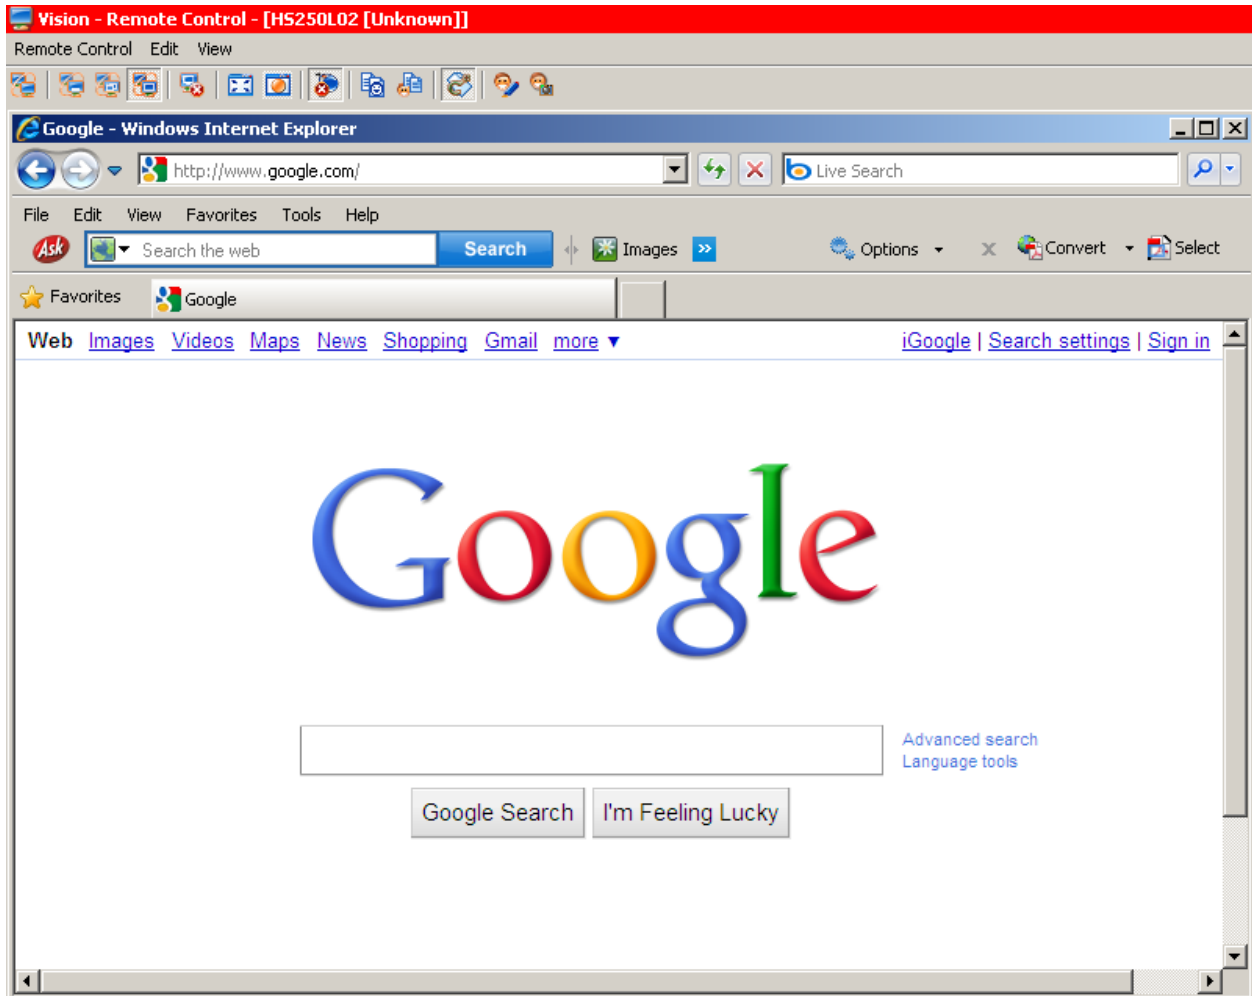 Vision - Remote Control - [HS250L02 [Unknown]]
Remote Control Edit View
Google - Windows Internet Explorer
http://www.google.com/ Live Search
File Edit View Favorites Tools Help
Ask Search the web Search Images » Options x Convert Select
Favorites Google
Web Images Videos Maps News Shopping Gmail more ▼ iGoogle | Search settings | Sign in
Google
Advanced search
Language tools
Google Search I'm Feeling Lucky